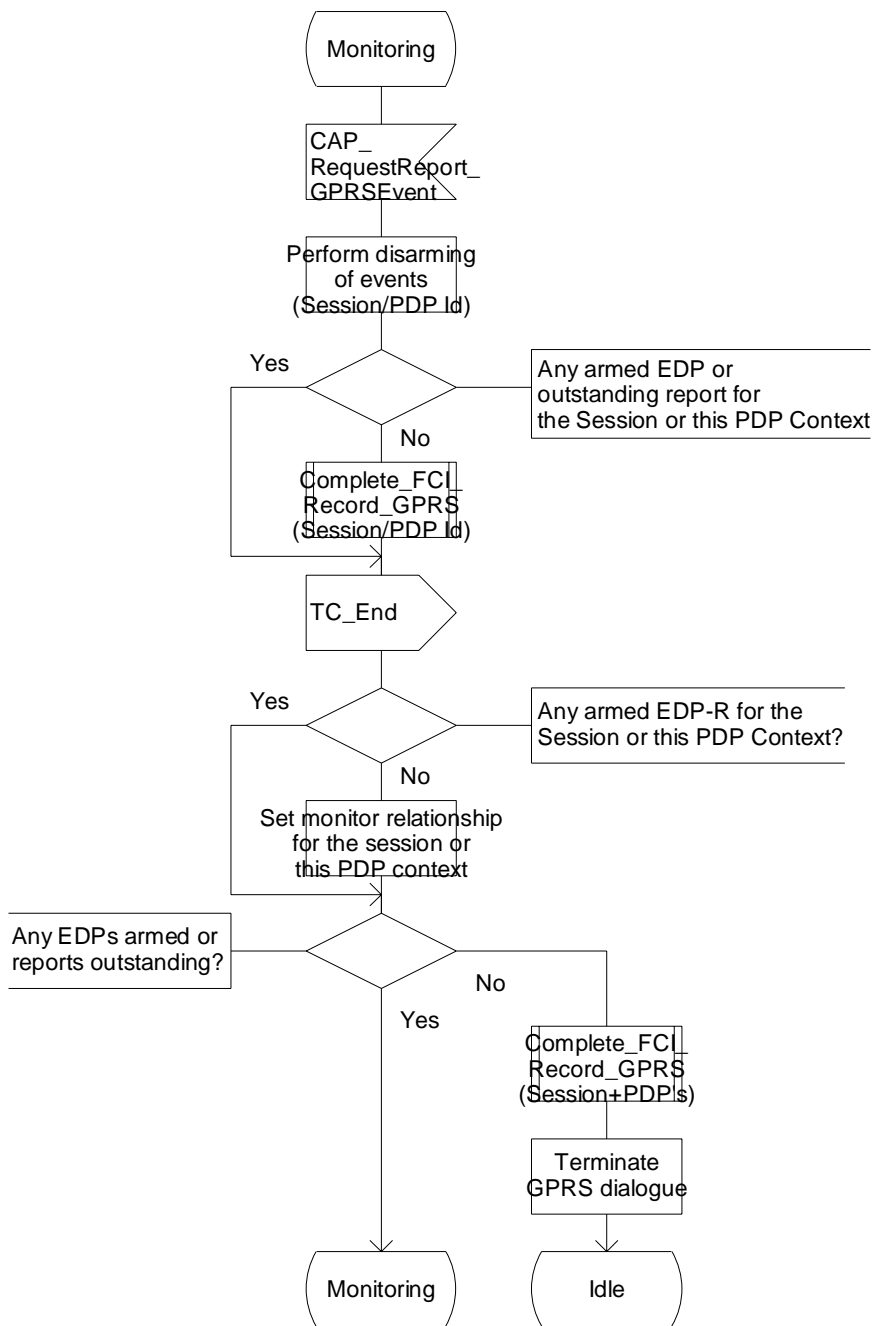 Monitoring
CAP_
RequestReport_
GPRSEvent
Perform disarming
of events
(Session/PDP Id)
Yes
Any armed EDP or
outstanding report for
the Session or this PDP Context
No
Complete_FCI_
Record_GPRS
(Session/PDP Id)
TC_End
Yes
Any armed EDP-R for the
Session or this PDP Context?
No
Set monitor relationship
for the session or
this PDP context
Any EDPs armed or
reports outstanding?
No
Yes
Complete_FCI_
Record_GPRS
(Session+PDP's)
Terminate
GPRS dialogue
Monitoring
Idle